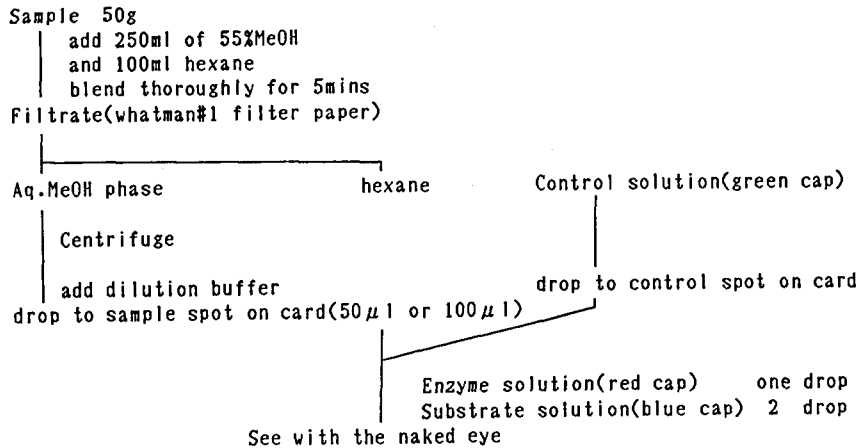 Sample 50g
add 250ml of 55%MeOH
and 100ml hexane
blend thoroughly for 5mins
Filtrate(whatman#1 filter paper)
Aq.MeOH phase hexane Control solution(green cap)
Centrifuge
add dilution buffer
drop to control spot on card
drop to sample spot on card(50μl or 100μl)
Enzyme solution(red cap) one drop
Substrate solution(blue cap) 2 drop
See with the naked eye